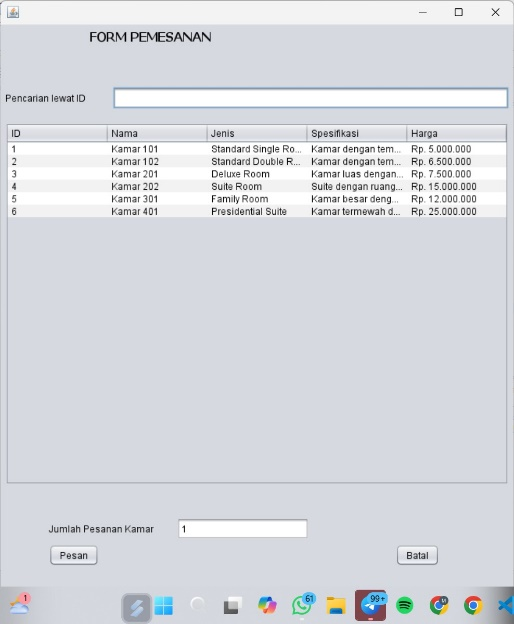 FORM PEMESANAN
Pencarian lewat ID
ID Nama Jenis Spesifikasi Harga
1 Kamar 101 Standard Single Ro... Kamar dengan tem... Rp. 5.000.000
2 Kamar 102 Standard Double R... Kamar dengan tem... Rp. 6.500.000
3 Kamar 201 Deluxe Room Kamar luas dengan... Rp. 7.500.000
4 Kamar 202 Suite Room Suite dengan ruang... Rp. 15.000.000
5 Kamar 301 Family Room Kamar besar deng... Rp. 12.000.000
6 Kamar 401 Presidential Suite Kamar termewah d... Rp. 25.000.000
Jumlah Pesanan Kamar 1
Pesan Batal
1 61 99+